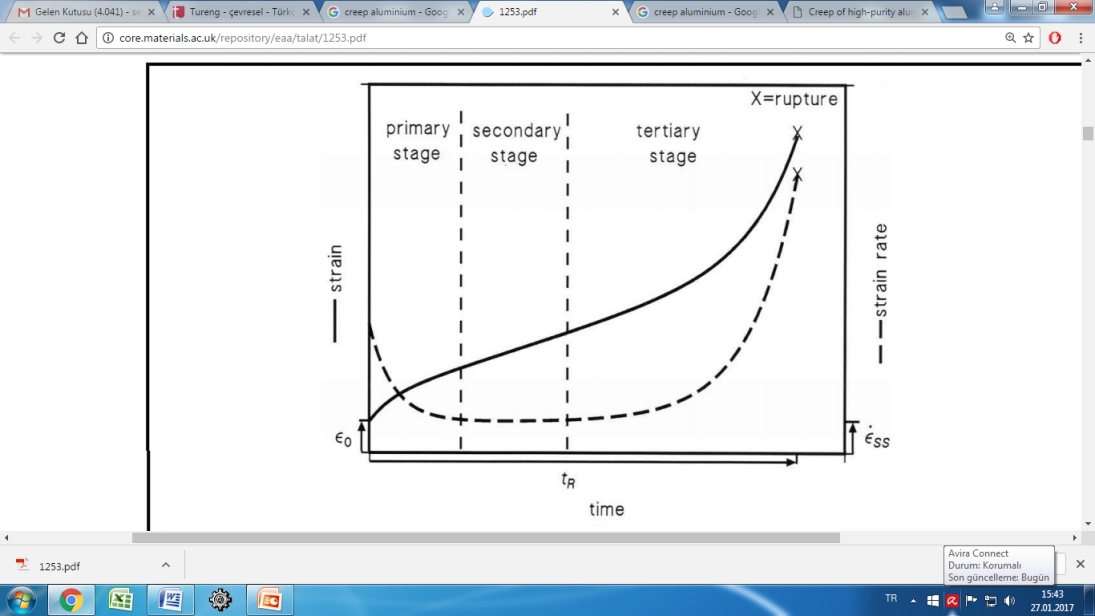 Gelen Kutusu (4.041) - se
Tureng - çevresel - Türkç
creep aluminium - Goog
1253.pdf
creep aluminium - Goog
Creep of high-purity alu
core.materials.ac.uk/repository/eaa/talat/1253.pdf
X=rupture
primary stage
secondary stage
tertiary stage
strain
strain rate
ϵ0
ϵ̇SS
tR
time
1253.pdf
Avira Connect
Durum: Korumalı
Son güncelleme: Bugün
TR
15:43
27.01.2017